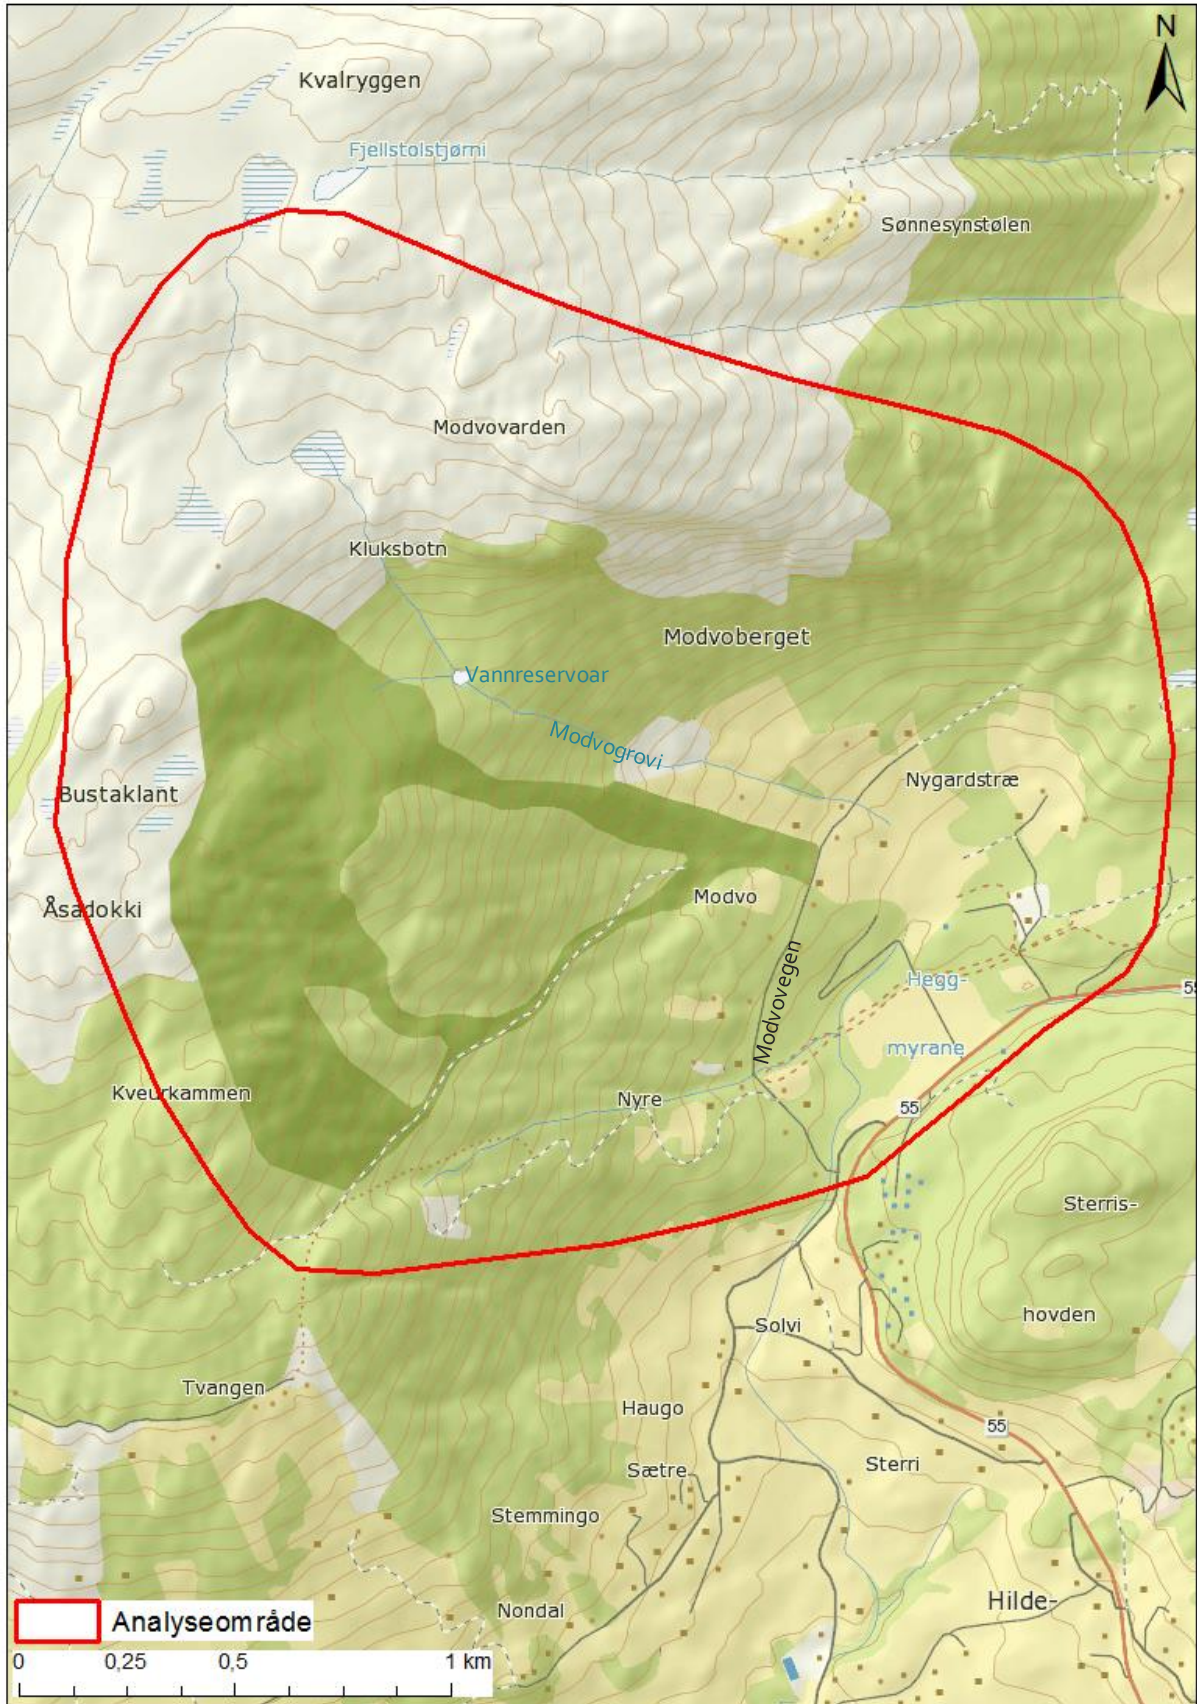 N
Kvalryggen
Fjellstolstjørni
Sønnesynstølen
Modvovarden
Kluksbotn
Modvoberget
Vannreservoar
Modvogrovi
Nygardstræ
Bustaklant
Modvo
Åsadokki
Modvovegen
Hegg-
55
myrane
Kveurkammen
Nyre
55
Sterris-
hovden
Solvi
Tvangen
Haugo
55
Sterri
Sætre
Stemmingo
Hilde-
Nondal
Analyseområde
0 0,25 0,5 1 km